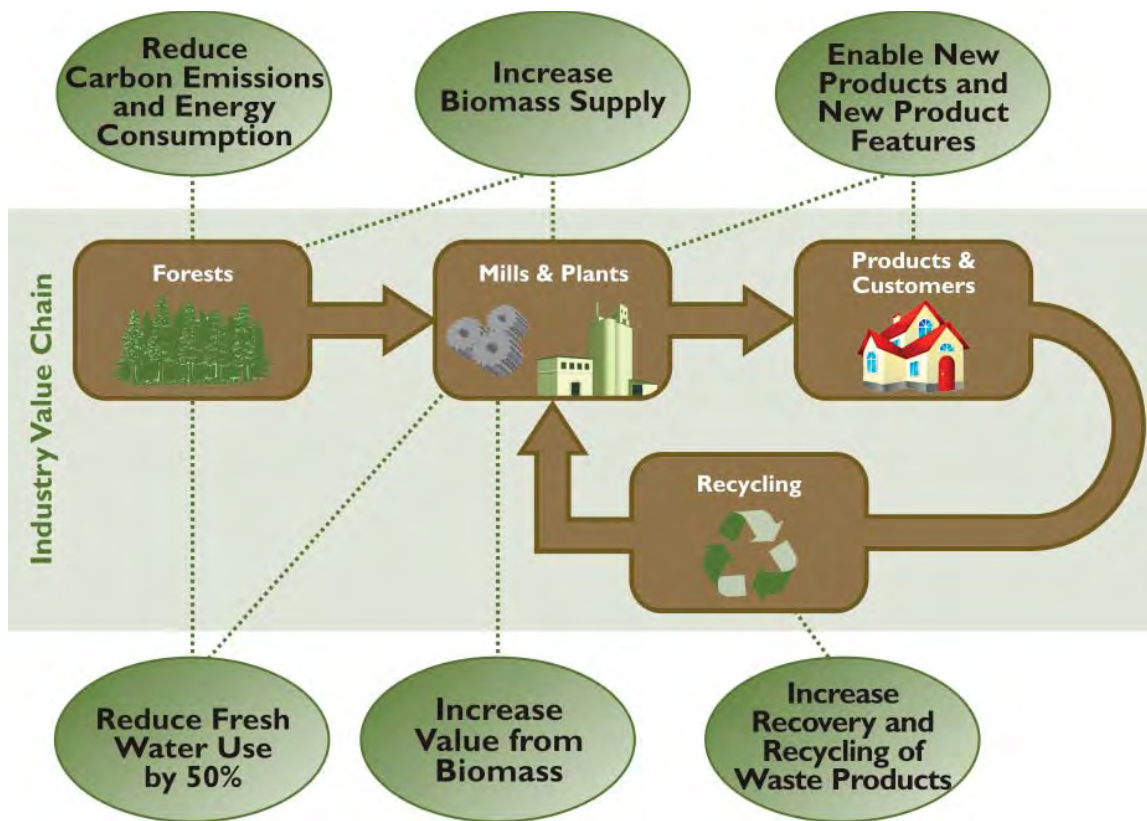 Reduce
Carbon Emissions
and Energy
Consumption
Increase
Biomass Supply
Enable New
Products and
New Product
Features
Industry Value Chain
Forests
Mills & Plants
Products &
Customers
Recycling
Reduce Fresh
Water Use
by 50%
Increase
Value from
Biomass
Increase
Recovery and
Recycling of
Waste Products